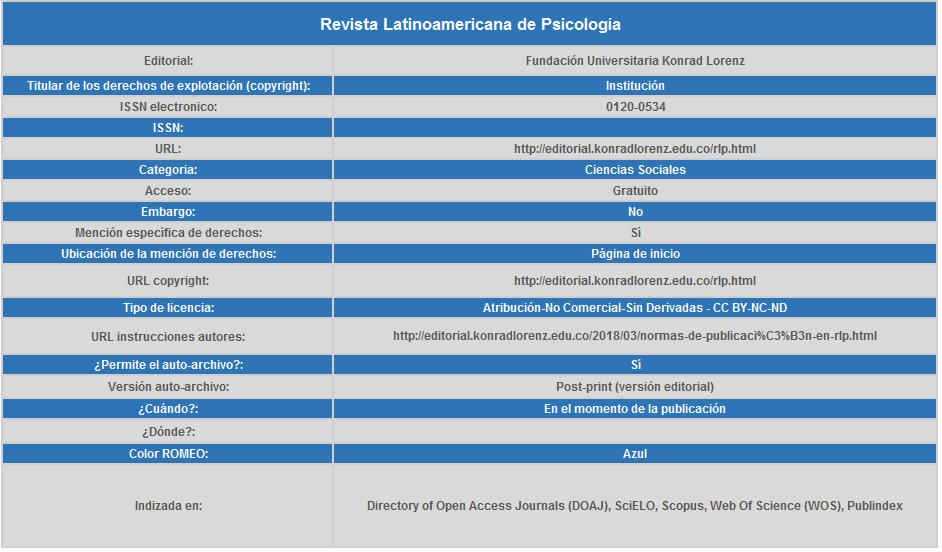 Revista Latinoamericana de Psicología
Editorial: Fundación Universitaria Konrad Lorenz
Titular de los derechos de explotación (copyright): Institución
ISSN electronico: 0120-0534
ISSN:
URL: http://editorial.konradlorenz.edu.co/rlp.html
Categoria: Ciencias Sociales
Acceso: Gratuito
Embargo: No
Mención específica de derechos: Sí
Ubicación de la mención de derechos: Página de inicio
URL copyright: http://editorial.konradlorenz.edu.co/rlp.html
Tipo de licencia: Atribución-No Comercial-Sin Derivadas - CC BY-NC-ND
URL instrucciones autores: http://editorial.konradlorenz.edu.co/2018/03/normas-de-publicaci%C3%B3n-en-rlp.html
¿Permite el auto-archivo?: Sí
Versión auto-archivo: Post-print (versión editorial)
¿Cuándo?: En el momento de la publicación
¿Dónde?:
Color ROMEO: Azul
Indizada en: Directory of Open Access Journals (DOAJ), SciELO, Scopus, Web Of Science (WOS), Publindex